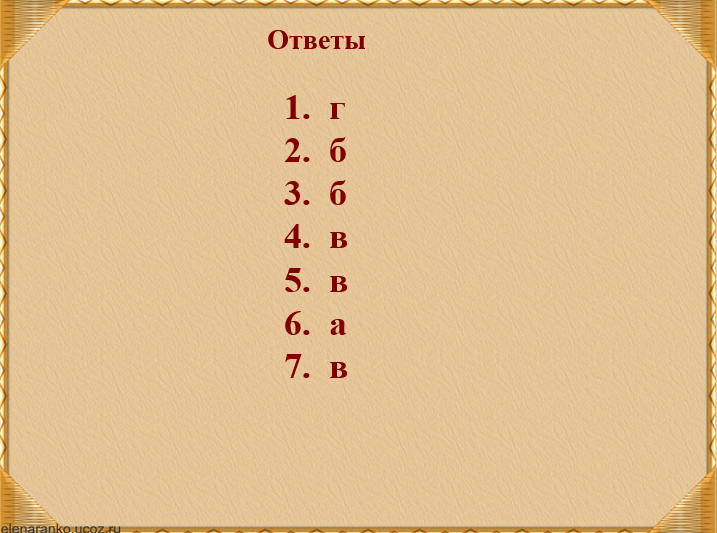 Ответы
1. г
2. б
3. б
4. в
5. в
6. а
7. в
elenaranko.ucoz.ru